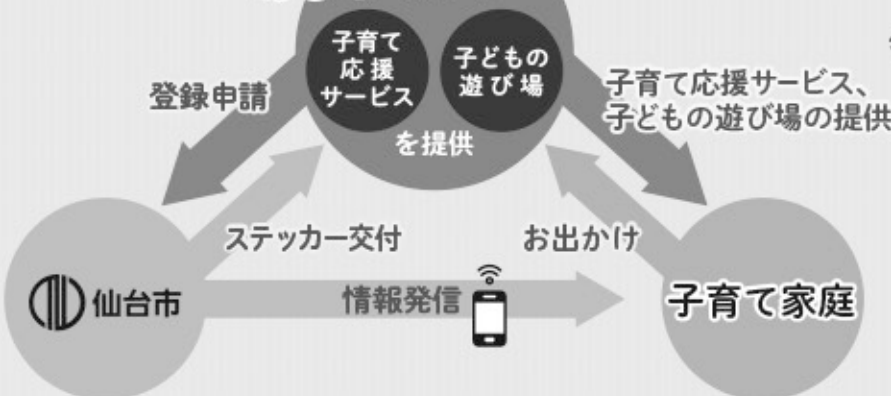 子育て
応援
サービス
子どもの
遊び場
を提供
登録申請
子育て応援サービス、
子どもの遊び場の提供
ステッカー交付
お出かけ
仙台市
情報発信
子育て家庭